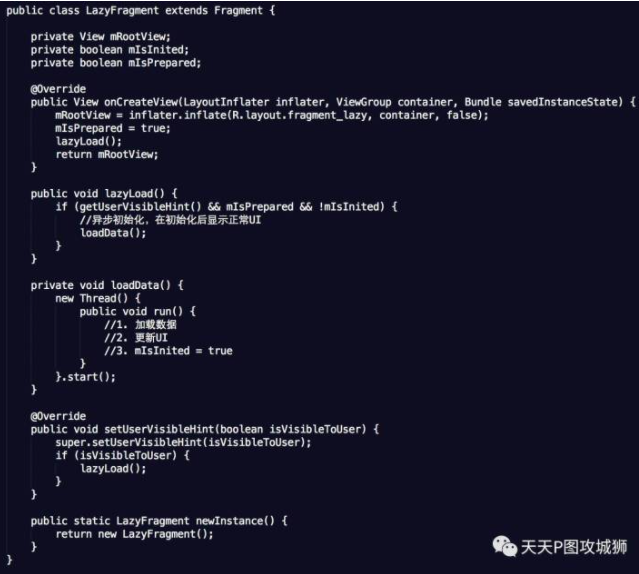 public class LazyFragment extends Fragment {
private View mRootView;
private boolean mIsInited;
private boolean mIsPrepared;
@Override
public View onCreateView(LayoutInflater inflater, ViewGroup container, Bundle savedInstanceState) {
mRootView = inflater.inflate(R.layout.fragment_lazy, container, false);
mIsPrepared = true;
lazyLoad();
return mRootView;
}
public void lazyLoad() {
if (getUserVisibleHint() && mIsPrepared && !mIsInited) {
//异步初始化，在初始化后显示正常UI
loadData();
}
}
private void loadData() {
new Thread() {
public void run() {
//1. 加载数据
//2. 更新UI
//3. mIsInited = true
}
}.start();
}
@Override
public void setUserVisibleHint(boolean isVisibleToUser) {
super.setUserVisibleHint(isVisibleToUser);
if (isVisibleToUser) {
lazyLoad();
}
}
public static LazyFragment newInstance() {
return new LazyFragment();
}
}
天天P图攻城狮